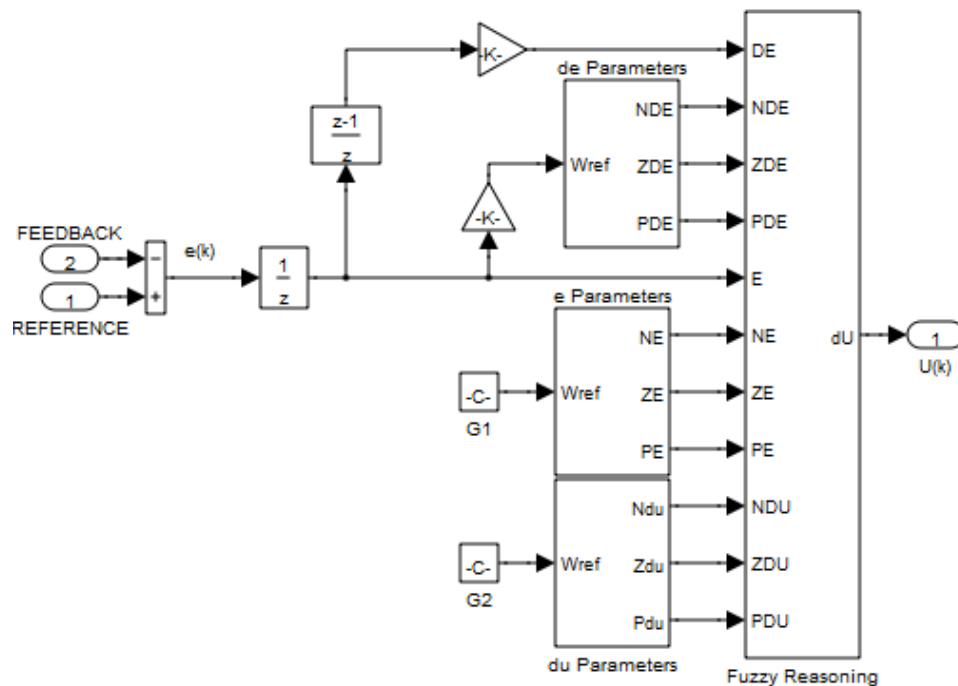 -K-
DE
de Parameters
NDE
NDE
z-1
z
Wref
ZDE
ZDE
-K-
PDE
PDE
FEEDBACK
2
−
e(k)
1
z
E
1
+
REFERENCE
e Parameters
NE
NE
dU
1
U(k)
-C-
G1
Wref
ZE
ZE
PE
PE
Ndu
NDU
-C-
G2
Wref
Zdu
ZDU
Pdu
PDU
du Parameters
Fuzzy Reasoning